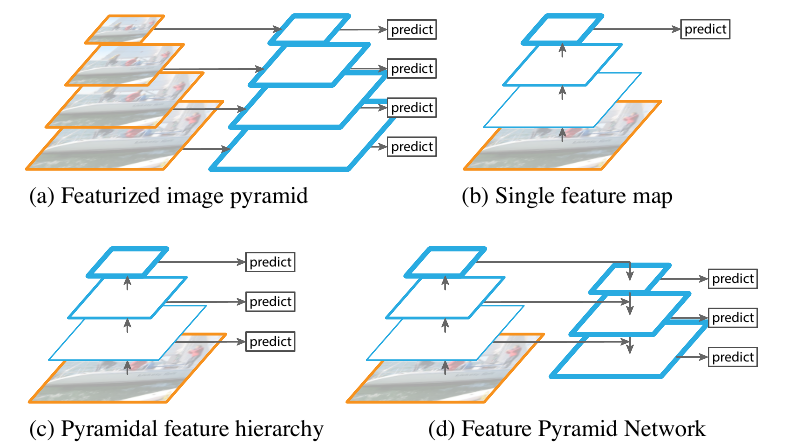 predict
predict
predict
predict
(a) Featurized image pyramid
predict
(b) Single feature map
predict
predict
predict
(c) Pyramidal feature hierarchy
predict
predict
predict
(d) Feature Pyramid Network